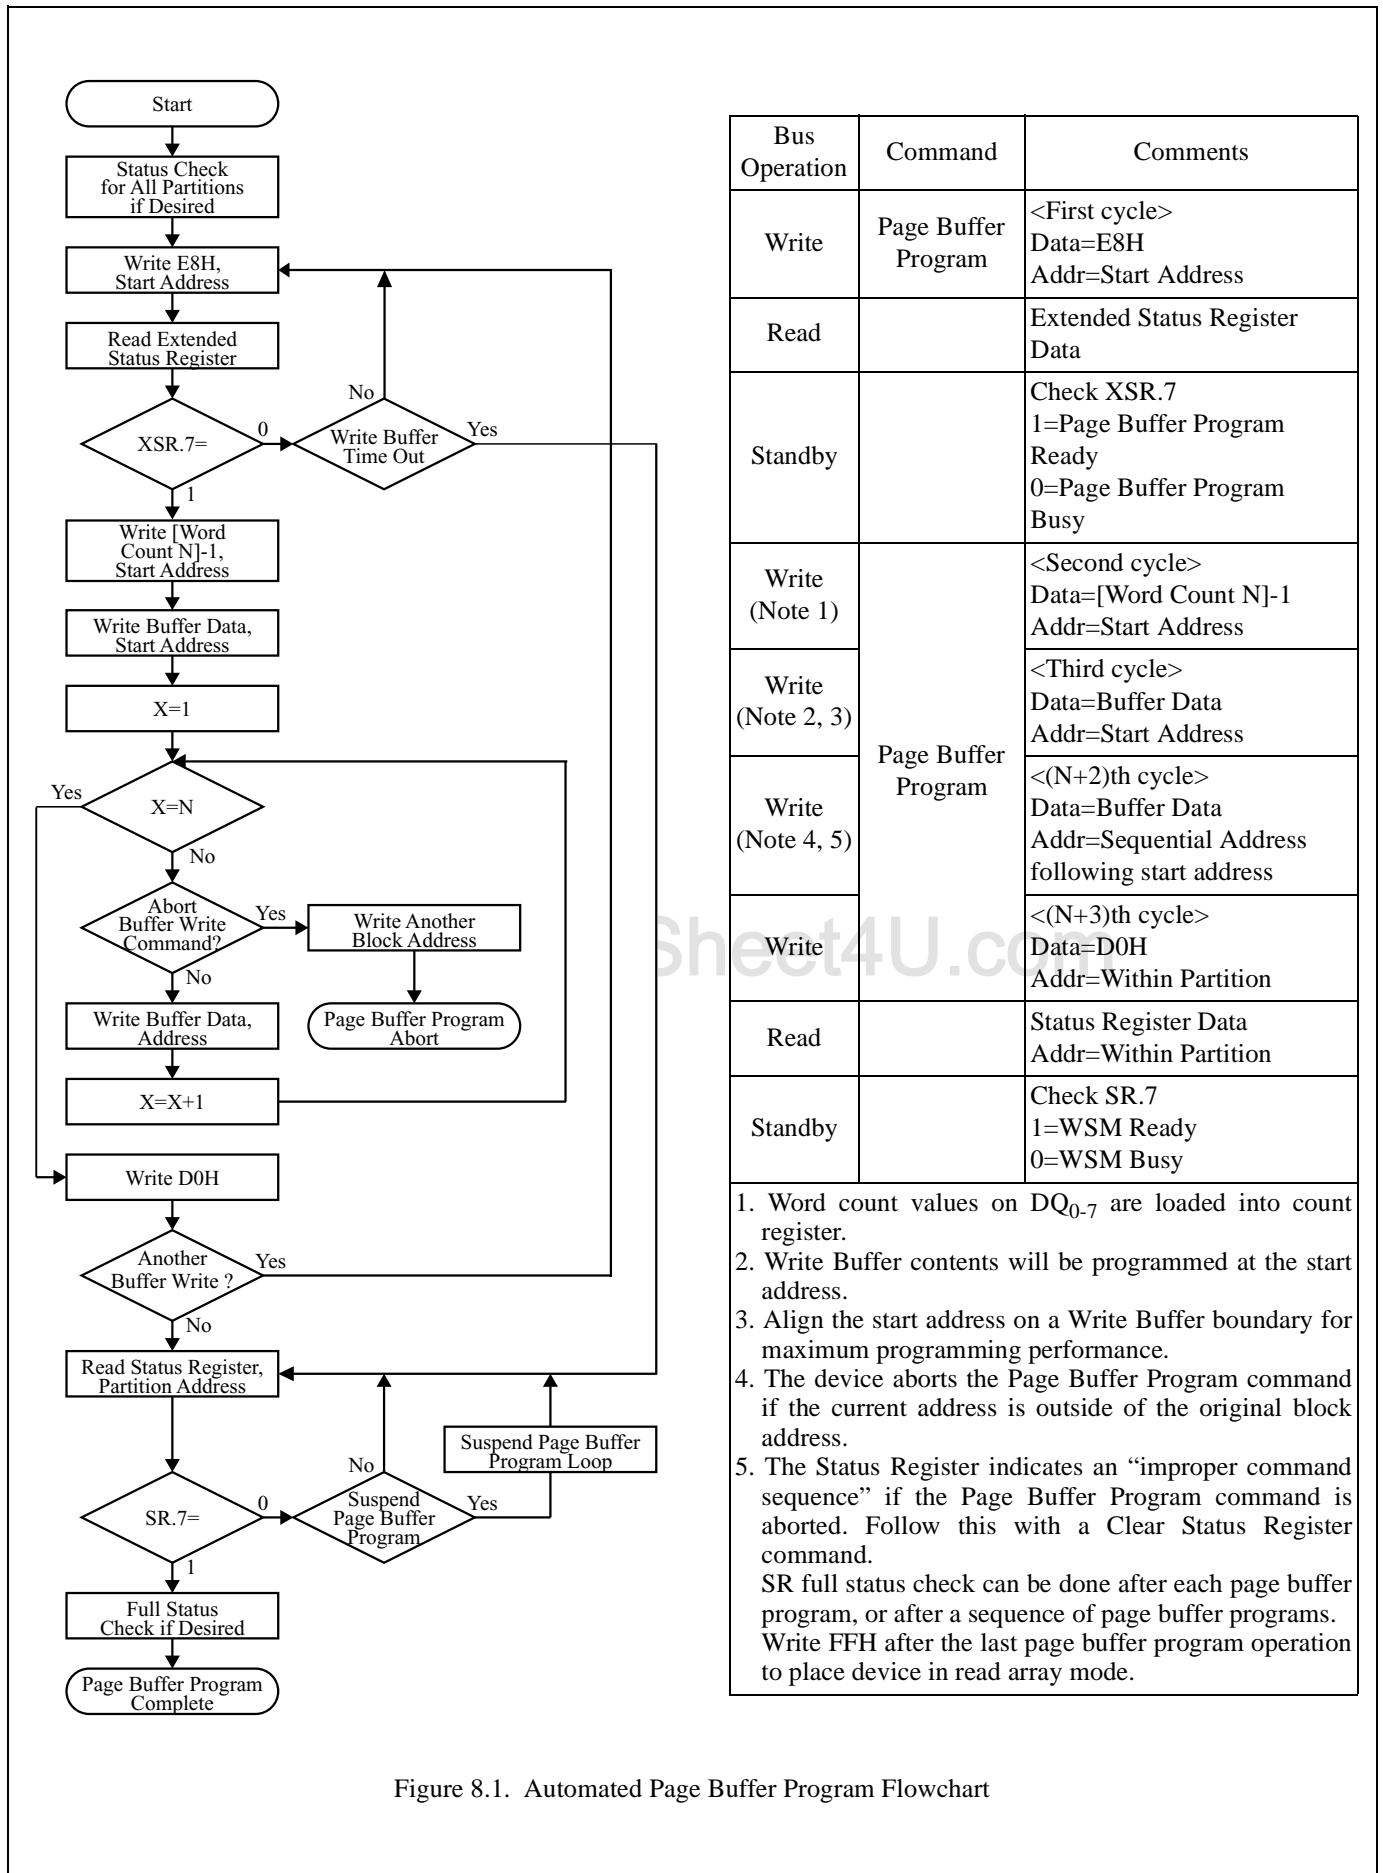 Start
Status Check
for All Partitions
if Desired
Write E8H,
Start Address
Read Extended
Status Register
No
XSR.7=
0
Write Buffer
Time Out
Yes
1
Write [Word
Count N]-1,
Start Address
Write Buffer Data,
Start Address
X=1
Yes
X=N
No
Abort
Buffer Write
Command?
Yes
Write Another
Block Address
No
Write Buffer Data,
Address
Page Buffer Program
Abort
X=X+1
Write D0H
Another
Buffer Write ?
Yes
No
Read Status Register,
Partition Address
Suspend Page Buffer
Program Loop
No
SR.7=
0
Suspend
Page Buffer
Program
Yes
1
Full Status
Check if Desired
Page Buffer Program
Complete
Bus
Operation
Command
Comments
Write
Page Buffer
Program
<First cycle>
Data=E8H
Addr=Start Address
Read
Extended Status Register
Data
Standby
Check XSR.7
1=Page Buffer Program
Ready
0=Page Buffer Program
Busy
Write
(Note 1)
Page Buffer
Program
<Second cycle>
Data=[Word Count N]-1
Addr=Start Address
Write
(Note 2, 3)
<Third cycle>
Data=Buffer Data
Addr=Start Address
Write
(Note 4, 5)
<(N+2)th cycle>
Data=Buffer Data
Addr=Sequential Address
following start address
Write
<(N+3)th cycle>
Data=D0H
Addr=Within Partition
Read
Status Register Data
Addr=Within Partition
Standby
Check SR.7
1=WSM Ready
0=WSM Busy
1. Word count values on DQ0-7 are loaded into count
register.
2. Write Buffer contents will be programmed at the start
address.
3. Align the start address on a Write Buffer boundary for
maximum programming performance.
4. The device aborts the Page Buffer Program command
if the current address is outside of the original block
address.
5. The Status Register indicates an “improper command
sequence” if the Page Buffer Program command is
aborted. Follow this with a Clear Status Register
command.
SR full status check can be done after each page buffer
program, or after a sequence of page buffer programs.
Write FFH after the last page buffer program operation
to place device in read array mode.
Sheet4U.com
Figure 8.1. Automated Page Buffer Program Flowchart